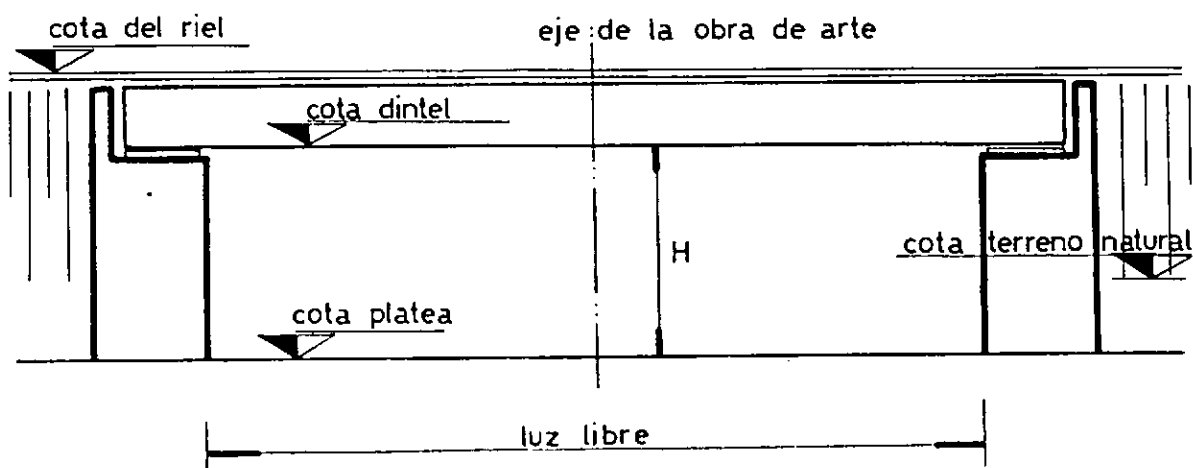 cota del riel
eje de la obra de arte
cota dintel
H
cota terreno natural
cota platea
luz libre